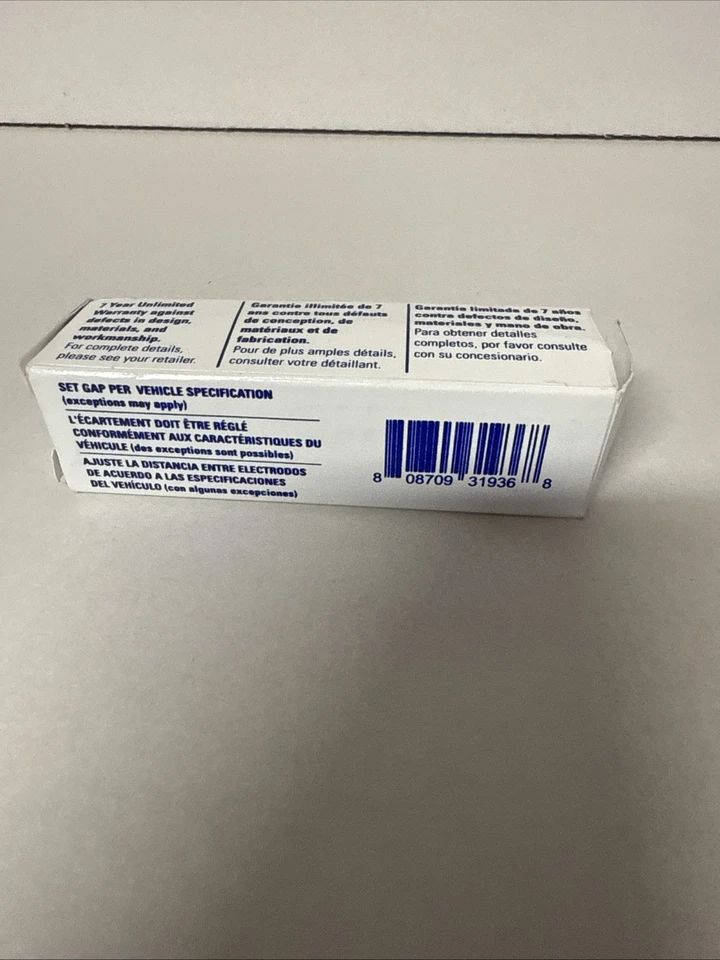 7 Year Unlimited
Warranty against
defects in design,
materials, and
workmanship.
For complete details,
please see your retailer.
Garantie illimitée de 7
ans contre tous défauts
de conception, de
matériaux et de
fabrication.
Pour de plus amples détails,
consulter votre détaillant.
Garantía limitada de 7 años
contra defectos de diseño,
materiales y mano de obra.
Para obtener detalles
completos, por favor consulte
con su concesionario.
SET GAP PER VEHICLE SPECIFICATION
(exceptions may apply)
L'ÉCARTEMENT DOIT ÊTRE RÉGLÉ
CONFORMÉMENT AUX CARACTÉRISTIQUES DU
VÉHICULE (des exceptions sont possibles)
AJUSTE LA DISTANCIA ENTRE ELECTRODOS
DE ACUERDO A LAS ESPECIFICACIONES
DEL VEHÍCULO (con algunas excepciones)
8 08709 31936 8